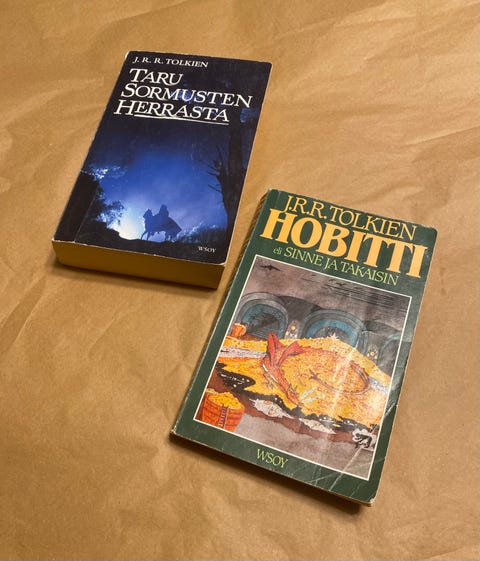 J. R. R. TOLKIEN
TARU
SORMUSTEN
HERRASTA
WSOY
J.R.R. TOLKIEN
HOBITTI
eli SINNE JA TAKAISIN
WSOY